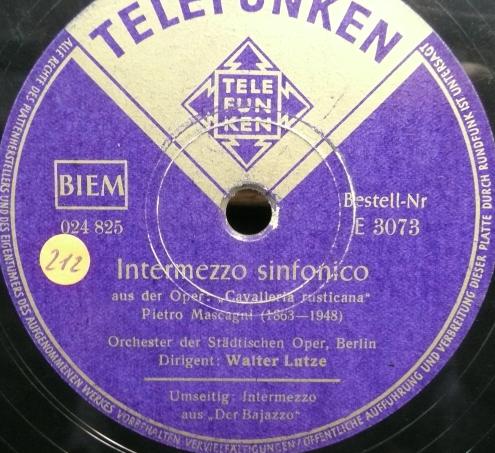 TELEFUNKEN
TELE
FUN
KEN
BIEM
024 825
Bestell-Nr
E 3073
212
Intermezzo sinfonico
aus der Oper: „Cavalleria rusticana"
Pietro Mascagni (1863—1948)
Orchester der Städtischen Oper, Berlin
Dirigent: Walter Lutze
Umseitig: Intermezzo
aus „Der Bajazzo"
ALLE RECHTE DES PLATTENHERSTELLERS UND DES EIGENTÜMERS DES AUFGENOMMENEN WERKES VORBEHALTEN VERVIELFÄLTIGUNGEN/ÖFFENTLICHE AUFFÜHRUNG UND VERBREITUNG DIESER PLATTE DURCH RUNDFUNK IST UNTERSAGT